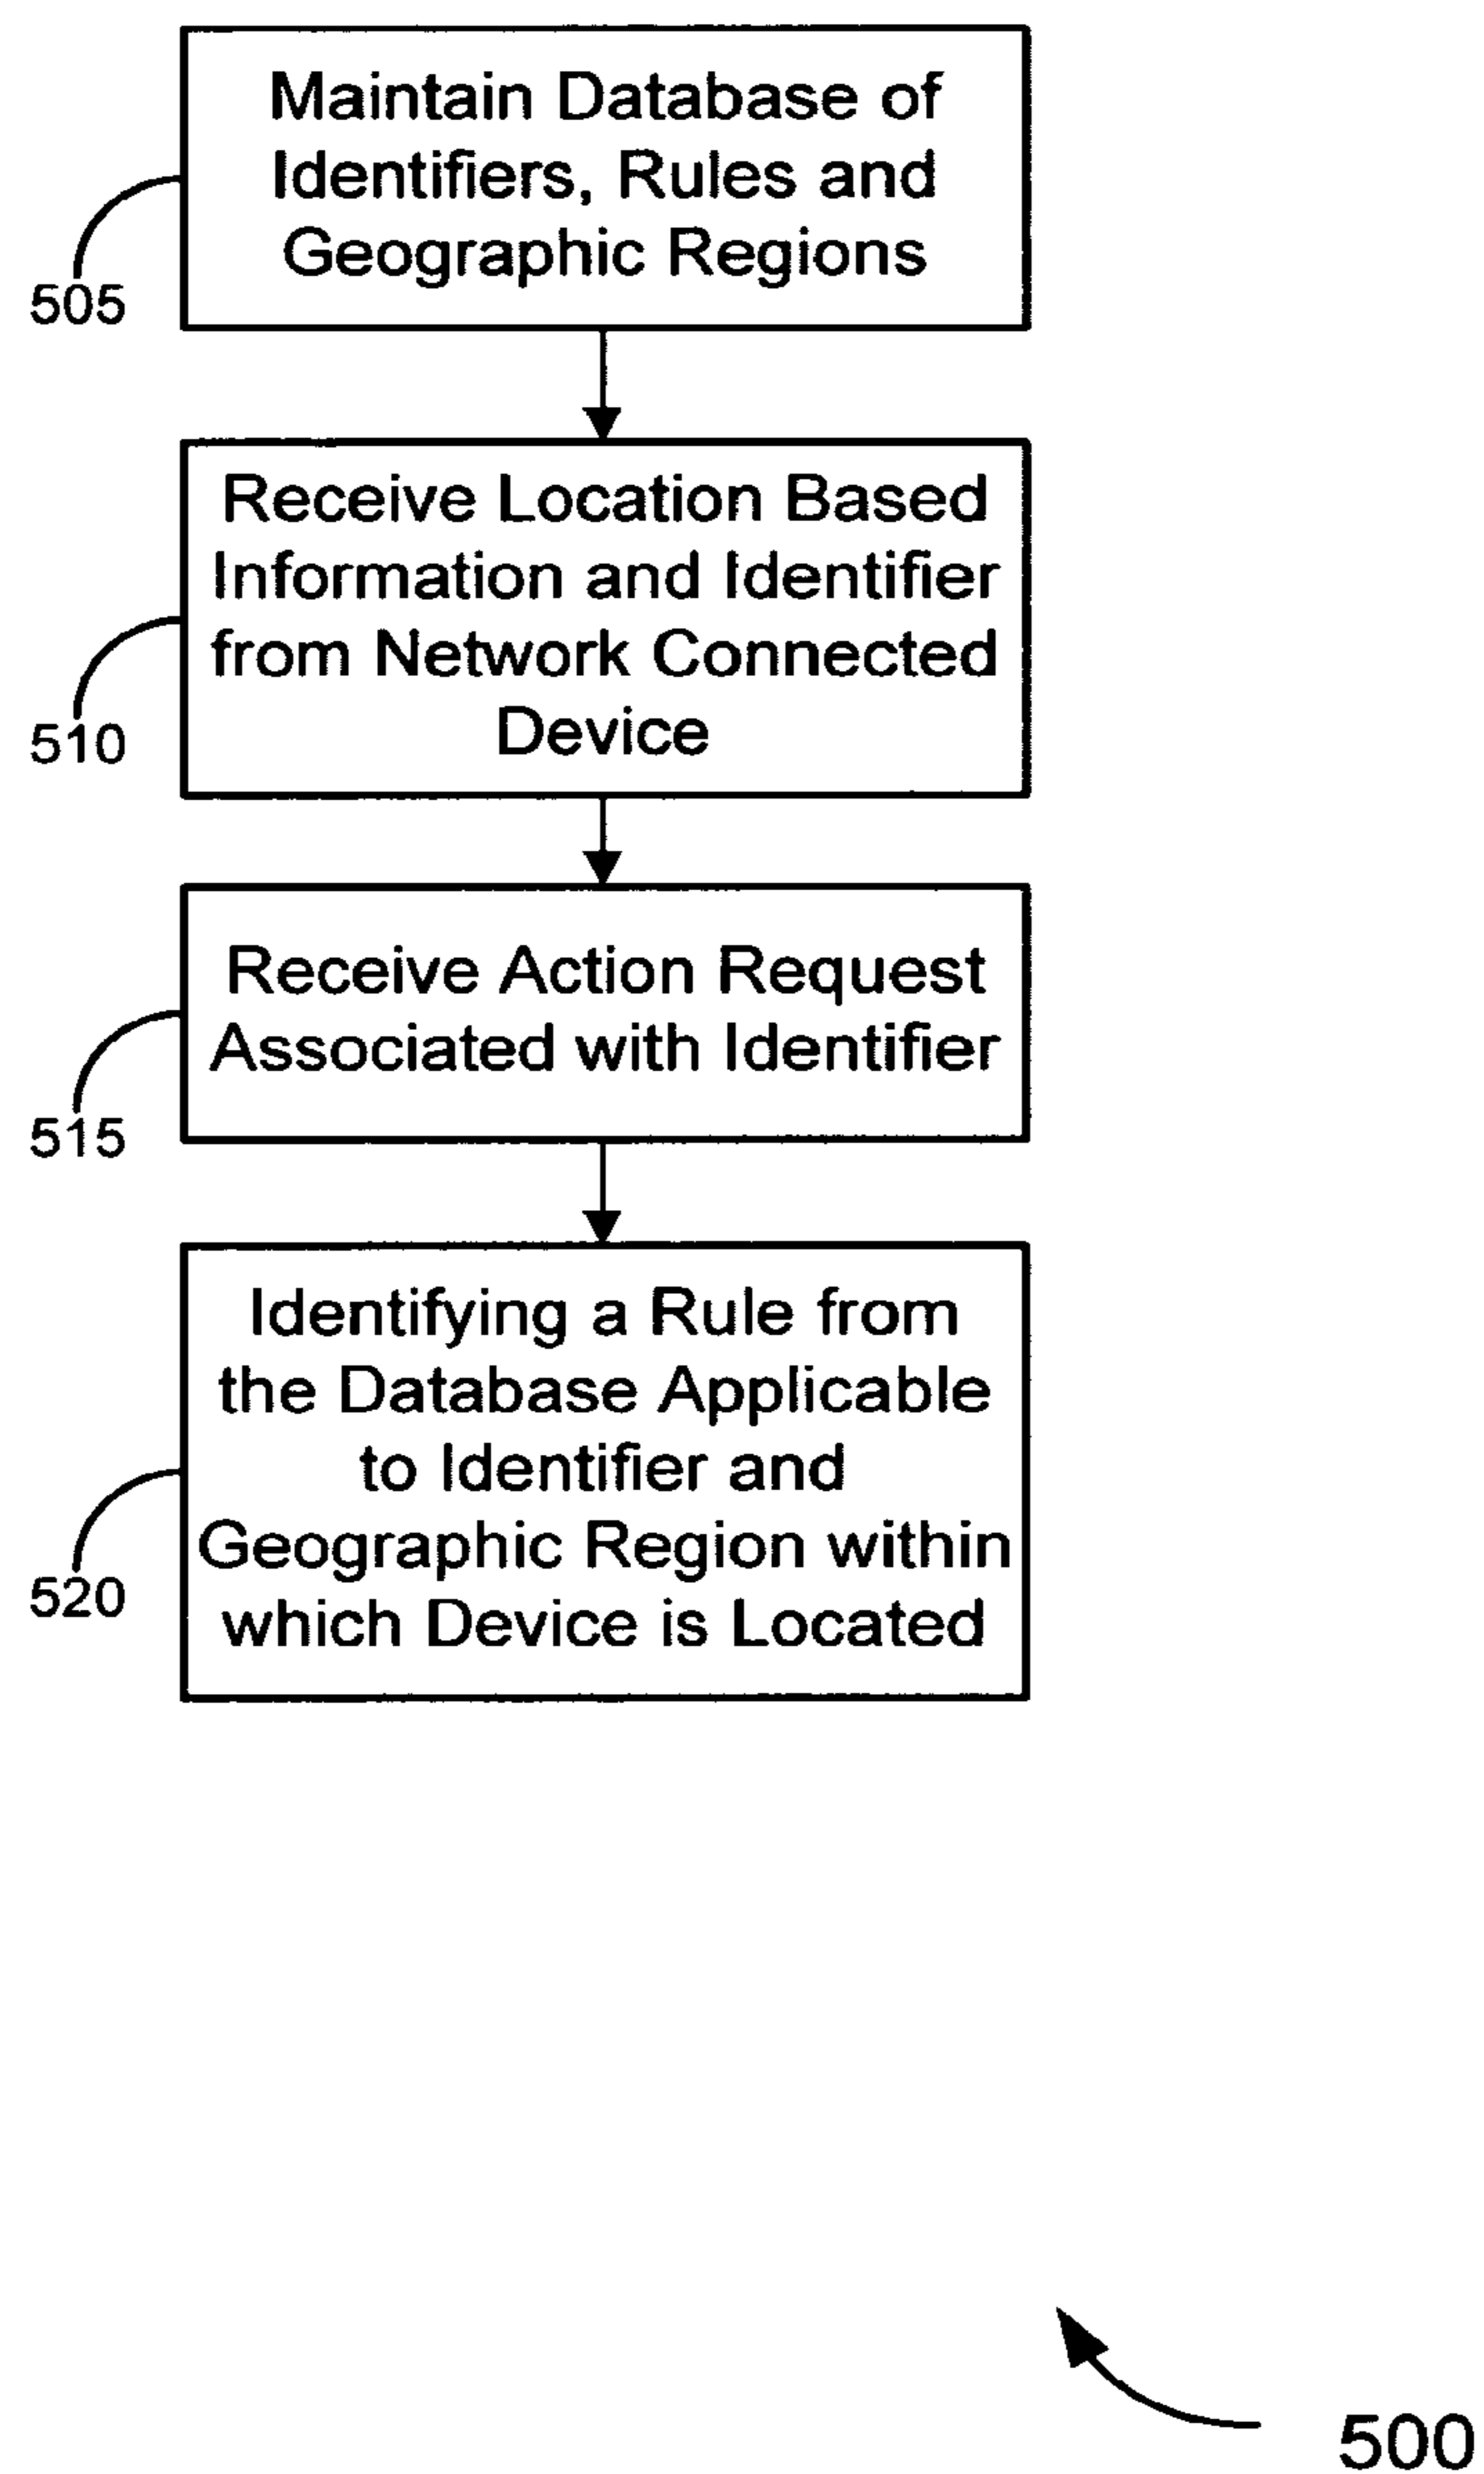 Maintain Database of
Identifiers, Rules and
Geographic Regions
505
Receive Location Based
Information and Identifier
from Network Connected
Device
510
Receive Action Request
Associated with Identifier
515
Identifying a Rule from
the Database Applicable
to Identifier and
Geographic Region within
which Device is Located
520
500